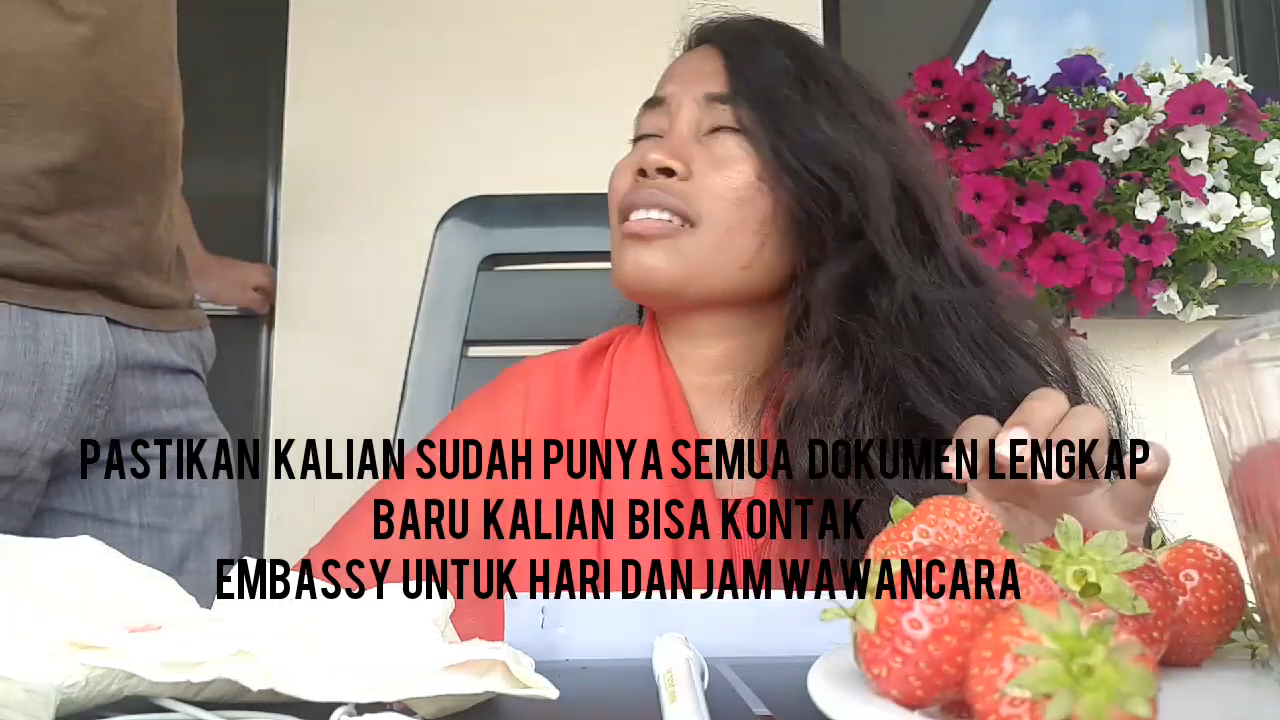 PASTIKAN KALIAN SUDAH PUNYA SEMUA DOKUMEN LENGKAP
BARU KALIAN BISA KONTAK
EMBASSY UNTUK HARI DAN JAM WAWANCARA